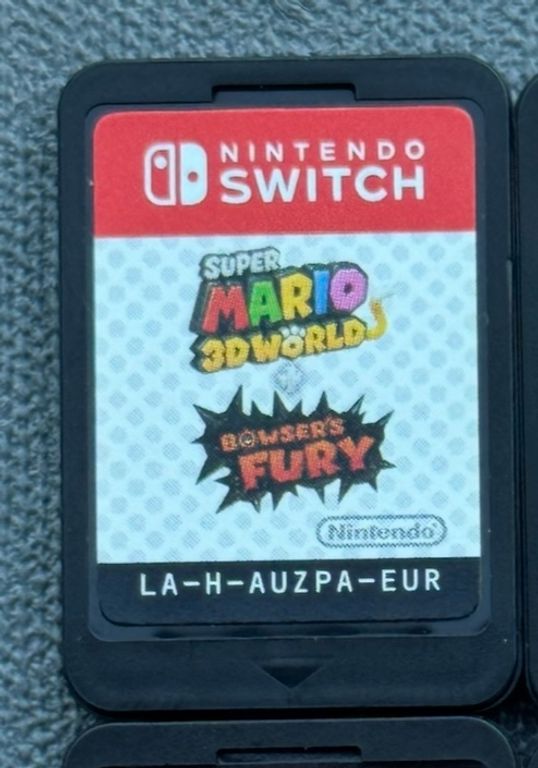 NINTENDO
SWITCH
SUPER
MARIO
3D WORLD
+
BOWSER'S
FURY
Nintendo
LA-H-AUZPA-EUR